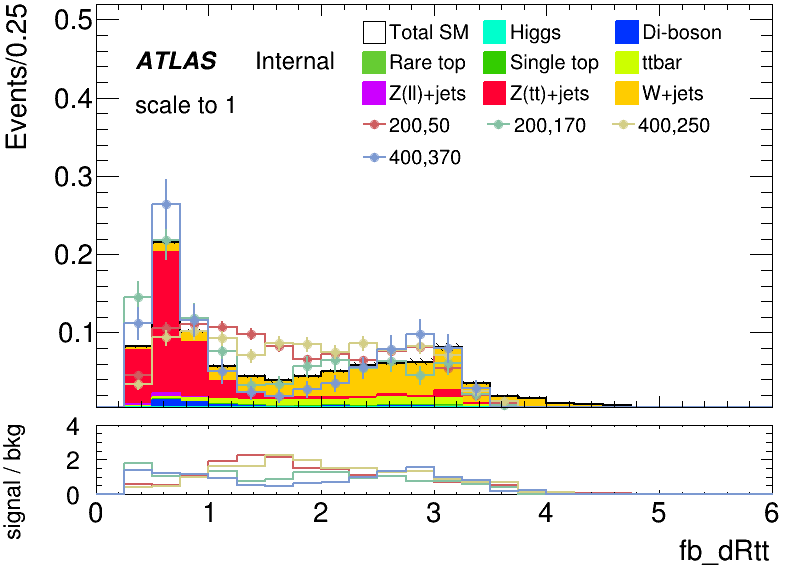 Events/0.25
0.5
0.4
0.3
0.2
0.1
ATLAS Internal
scale to 1
Total SM Higgs Di-boson
Rare top Single top ttbar
Z(ll)+jets Z(tt)+jets W+jets
200,50 200,170 400,250
400,370
signal / bkg
4
2
0
0 1 2 3 4 5 6
fb_dRtt